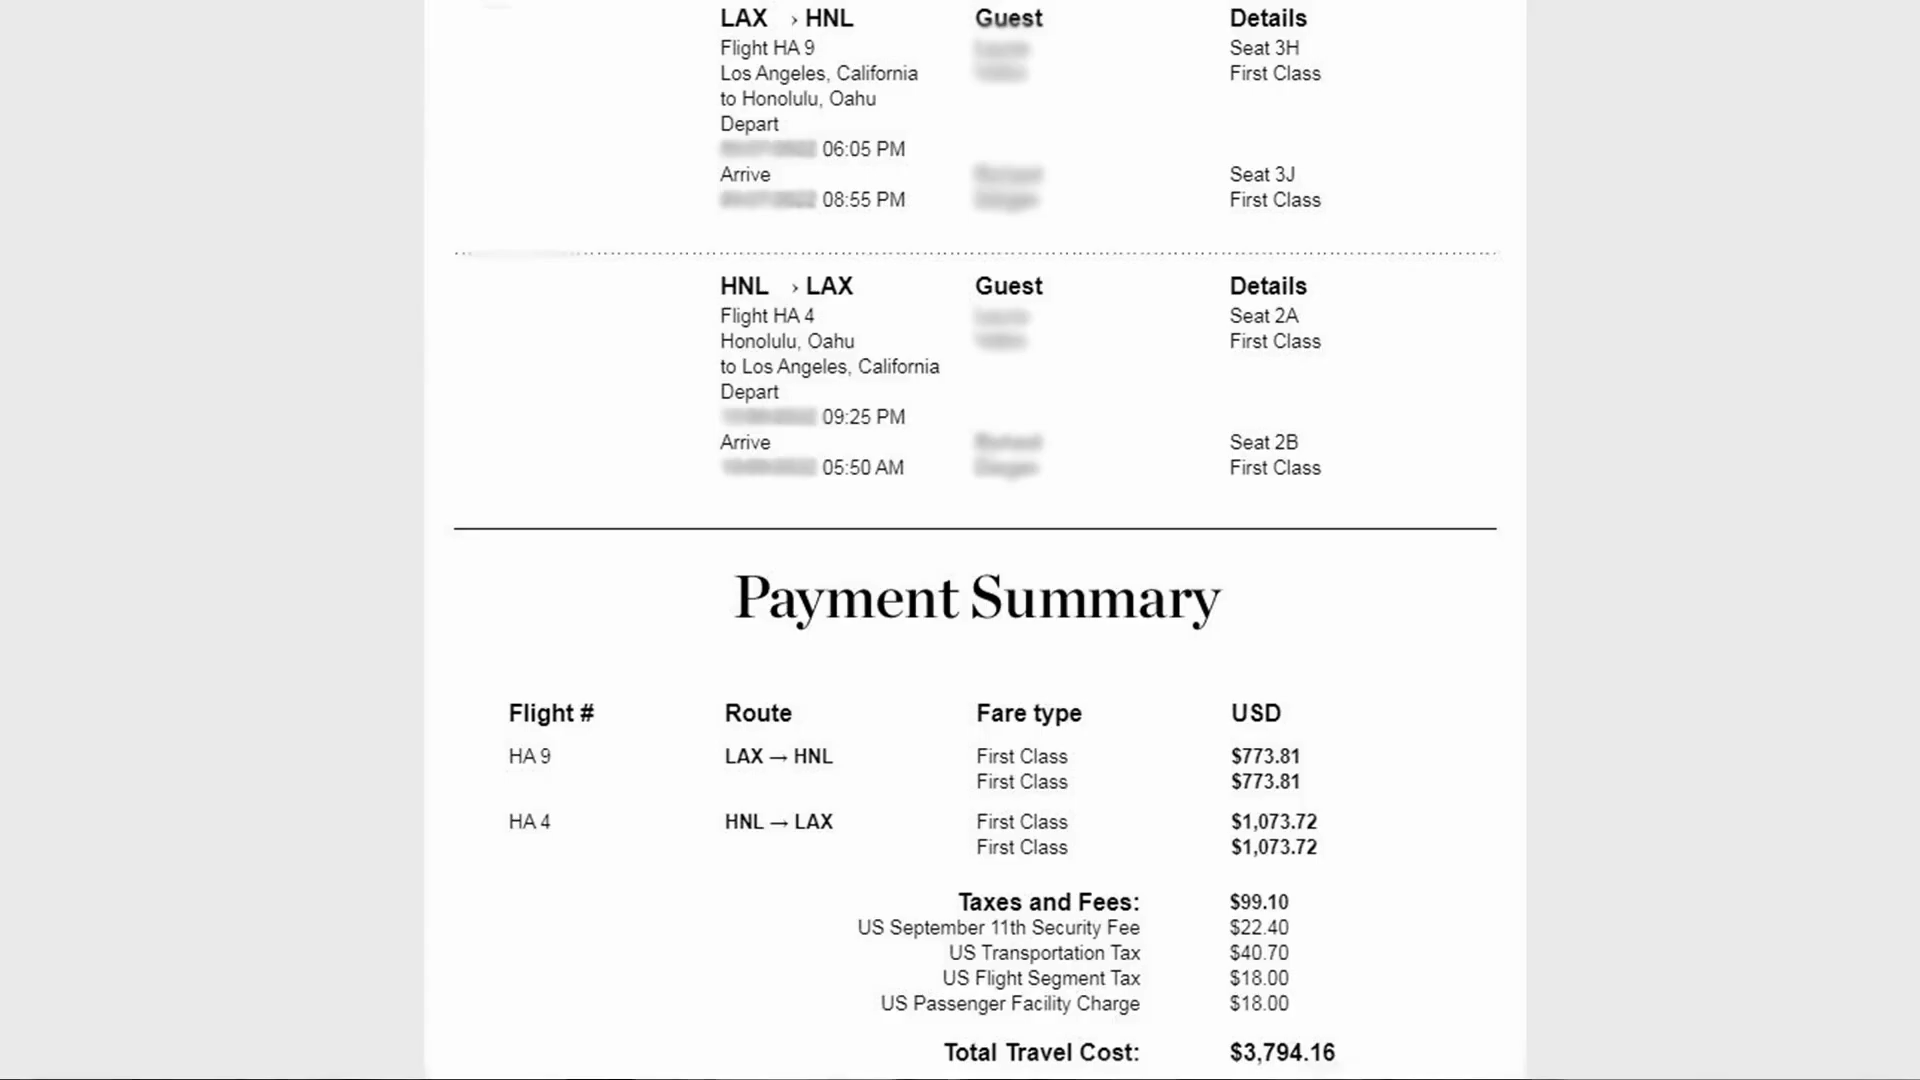 LAX › HNL Guest Details
Flight HA 9 Seat 3H
Los Angeles, California First Class
to Honolulu, Oahu
Depart
06:05 PM
Arrive Seat 3J
08:55 PM First Class
HNL › LAX Guest Details
Flight HA 4 Seat 2A
Honolulu, Oahu First Class
to Los Angeles, California
Depart
09:25 PM
Arrive Seat 2B
05:50 AM First Class
Payment Summary
Flight # Route Fare type USD
HA 9 LAX → HNL First Class $773.81
First Class $773.81
HA 4 HNL → LAX First Class $1,073.72
First Class $1,073.72
Taxes and Fees: $99.10
US September 11th Security Fee $22.40
US Transportation Tax $40.70
US Flight Segment Tax $18.00
US Passenger Facility Charge $18.00
Total Travel Cost: $3,794.16